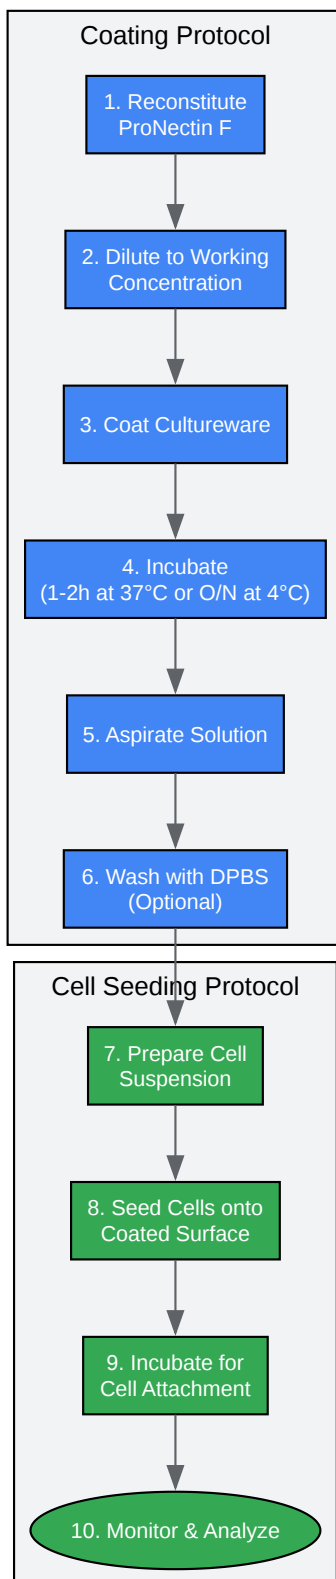 Coating Protocol
1. Reconstitute
ProNectin F
2. Dilute to Working
Concentration
3. Coat Cultureware
4. Incubate
(1-2h at 37°C or O/N at 4°C)
5. Aspirate Solution
6. Wash with DPBS
(Optional)
Cell Seeding Protocol
7. Prepare Cell
Suspension
8. Seed Cells onto
Coated Surface
9. Incubate for
Cell Attachment
10. Monitor & Analyze